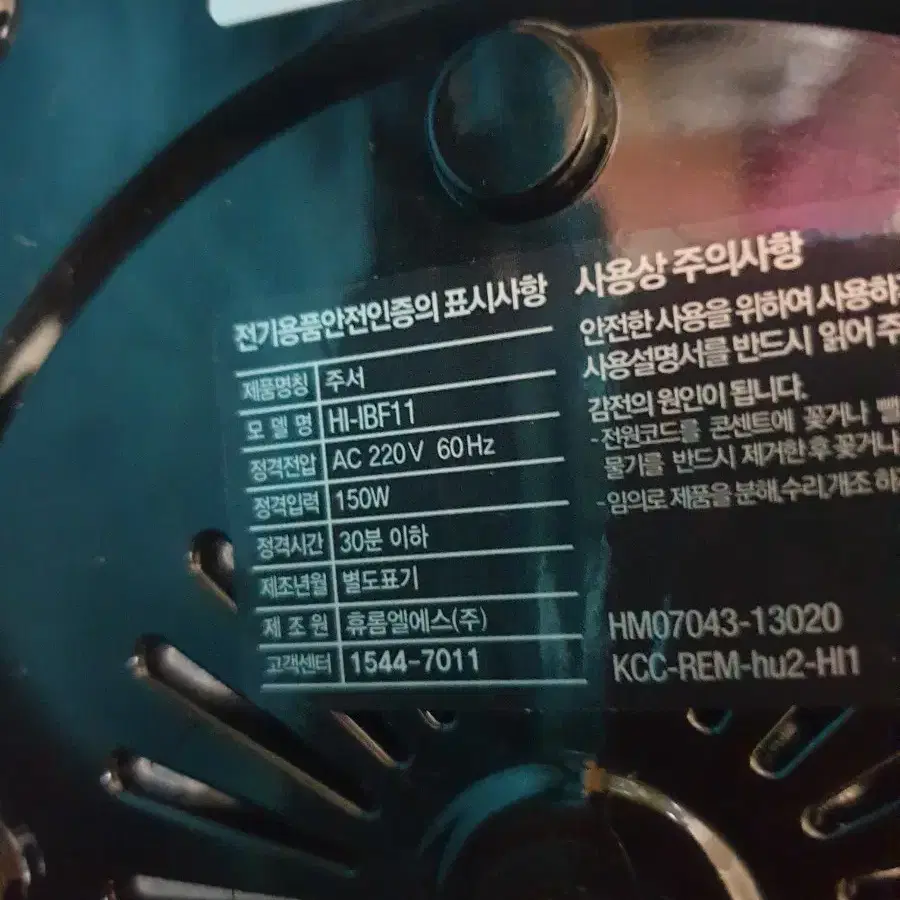 전기용품안전인증의 표시사항
제품명칭 주서
모 델 명 HI-IBF11
정격전압 AC 220V 60Hz
정격입력 150W
정격시간 30분 이하
제조년월 별도표기
제 조 원 휴롬엘에스(주)
고객센터 1544-7011
사용상 주의사항
안전한 사용을 위하여 사용하
사용설명서를 반드시 읽어 주
감전의 원인이 됩니다.
-전원코드를 콘센트에 꽂거나 뺄
물기를 반드시 제거한 후 꽂거나
-임의로 제품을 분해,수리,개조 하
HM07043-13020
KCC-REM-hu2-HI1